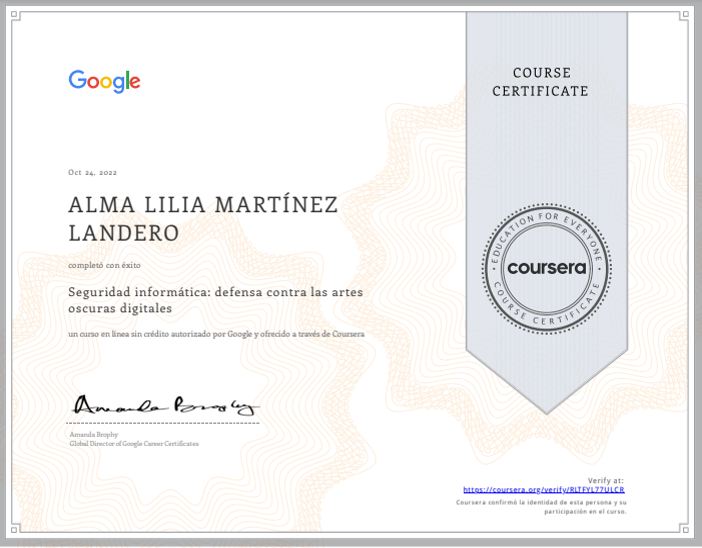 Google
COURSE
CERTIFICATE
Oct 24, 2022
ALMA LILIA MARTÍNEZ
LANDERO
completó con éxito
Seguridad informática: defensa contra las artes
oscuras digitales
un curso en línea sin crédito autorizado por Google y ofrecido a través de Coursera
EDUCATION FOR EVERYONE
coursera
COURSE CERTIFICATE
Amanda Brophy
Amanda Brophy
Global Director of Google Career Certificates
Verify at:
https://coursera.org/verify/RLTFYL77ULCR
Coursera confirmó la identidad de esta persona y su
participación en el curso.